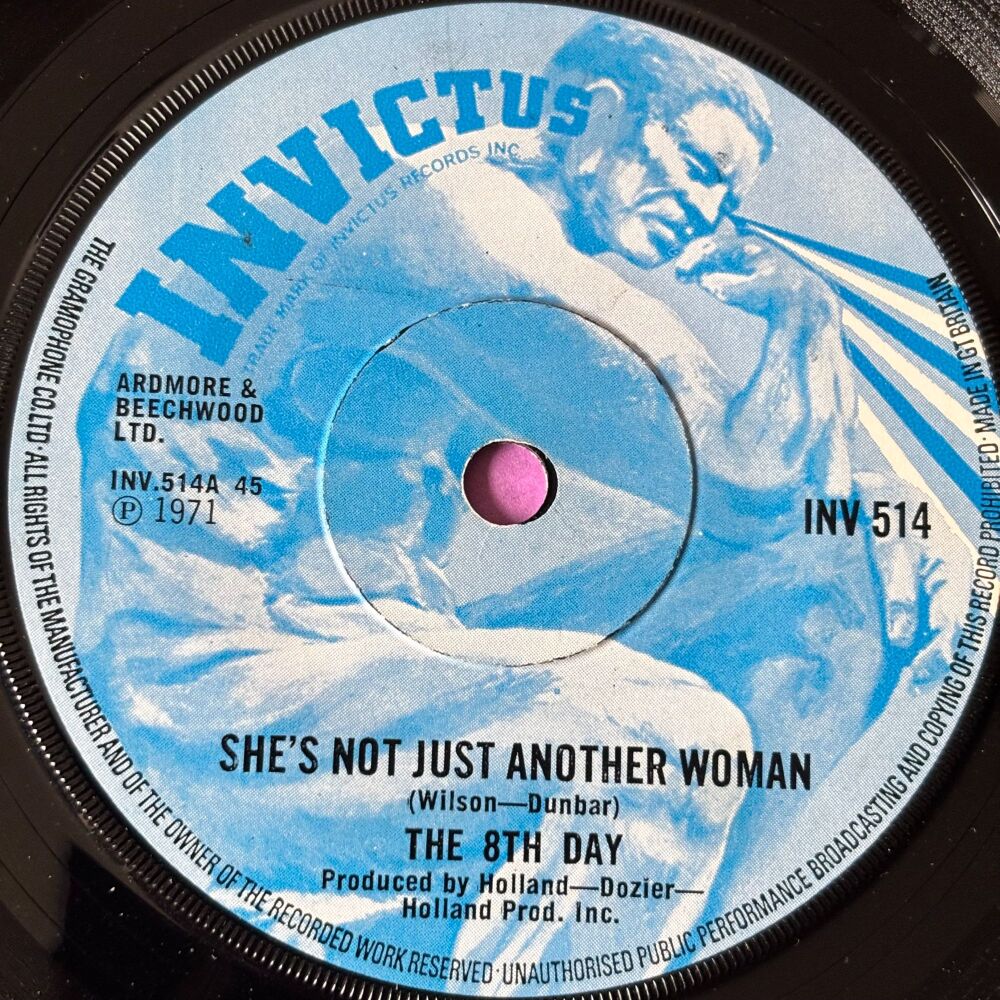 INVICTUS
TRADE MARK OF INVICTUS RECORDS INC
ARDMORE &
BEECHWOOD
LTD.
INV.514A 45
Ⓟ 1971
INV 514
SHE'S NOT JUST ANOTHER WOMAN
(Wilson—Dunbar)
THE 8TH DAY
Produced by Holland—Dozier—
Holland Prod. Inc.
THE GRAMOPHONE CO. LTD · ALL RIGHTS OF THE MANUFACTURER AND OF THE OWNER OF THE RECORDED WORK RESERVED · UNAUTHORISED PUBLIC PERFORMANCE BROADCASTING AND COPYING OF THIS RECORD PROHIBITED · MADE IN GT BRITAIN